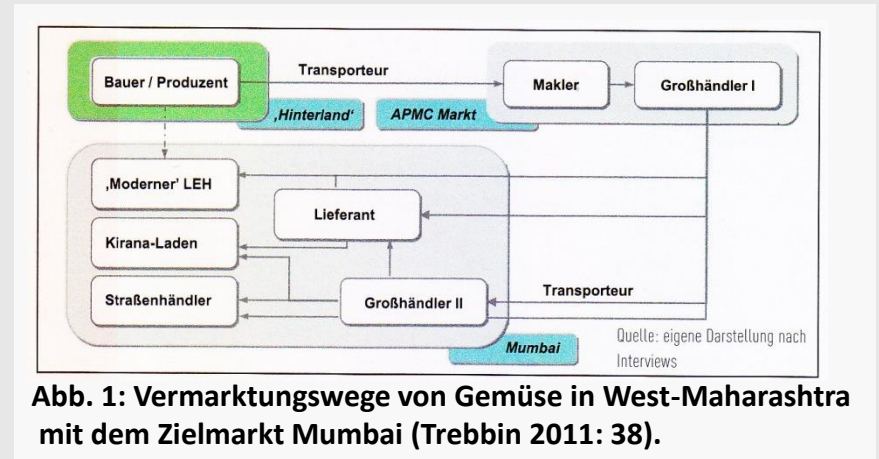 Transporteur
Bauer / Produzent
Makler
Großhändler I
‚Hinterland‘
APMC Markt
‚Moderner’ LEH
Lieferant
Kirana-Laden
Straßenhändler
Großhändler II
Transporteur
Mumbai
Quelle: eigene Darstellung nach
Interviews
Abb. 1: Vermarktungswege von Gemüse in West-Maharashtra
mit dem Zielmarkt Mumbai (Trebbin 2011: 38).